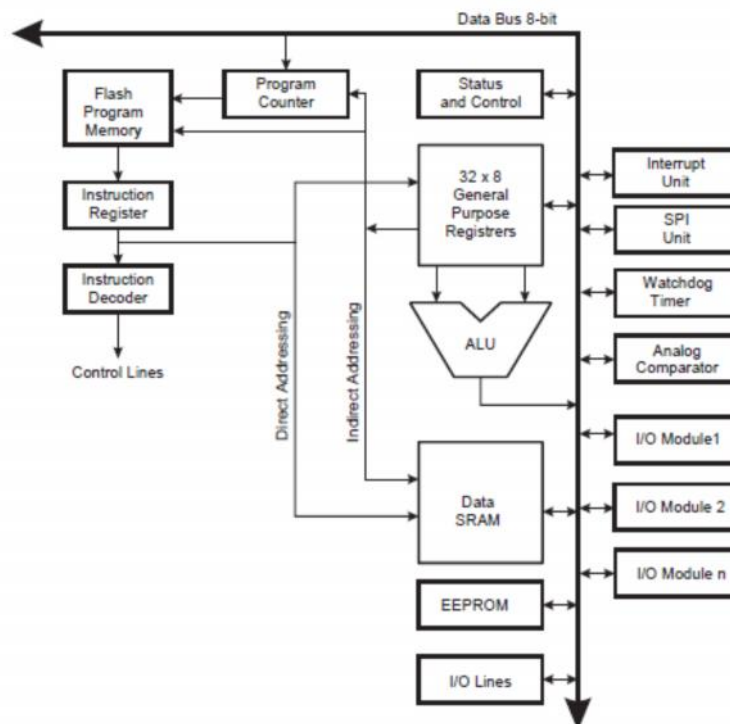 Data Bus 8-bit
Flash
Program
Memory
Program
Counter
Status
and Control
Interrupt
Unit
32 x 8
General
Purpose
Registrers
Instruction
Register
SPI
Unit
Instruction
Decoder
Watchdog
Timer
ALU
Analog
Comparator
Control Lines
Direct Addressing
Indirect Addressing
I/O Module1
Data
SRAM
I/O Module 2
I/O Module n
EEPROM
I/O Lines